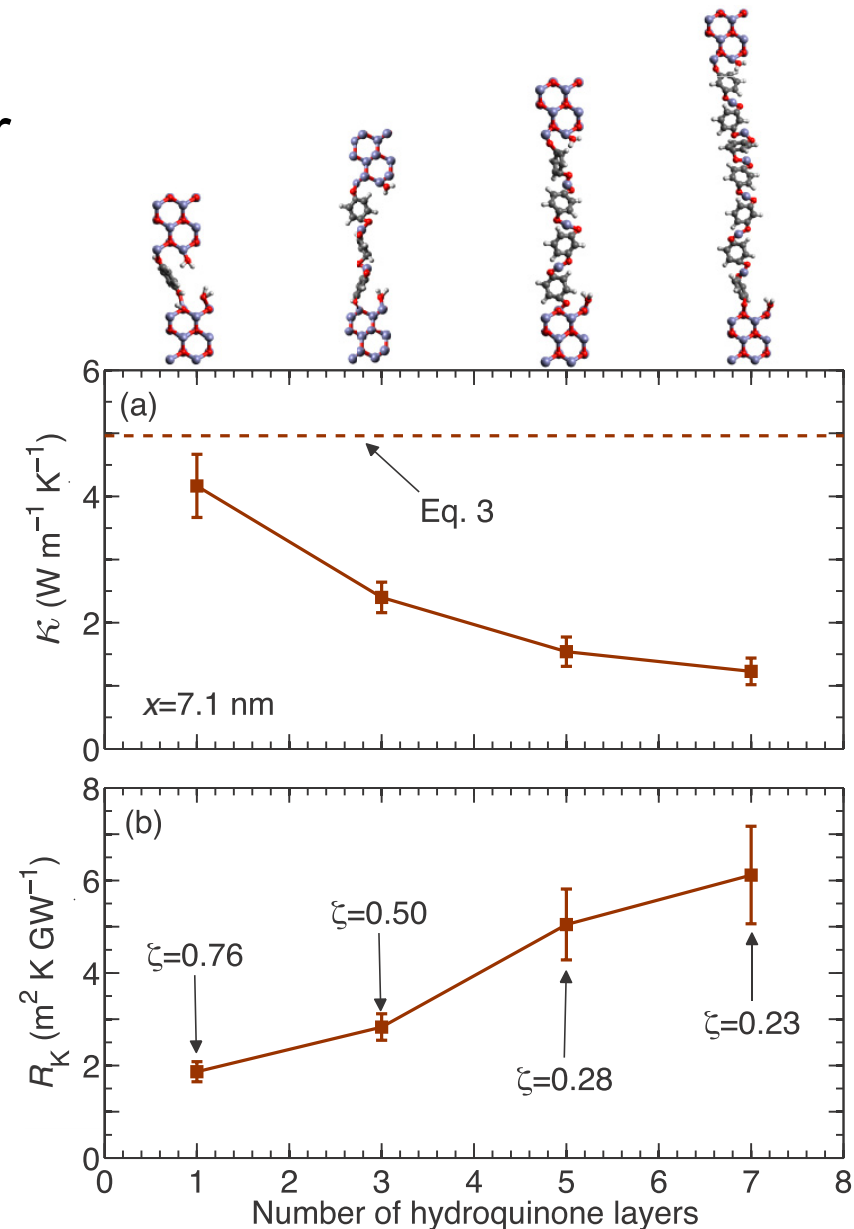 r
(a)
κ (W m⁻¹ K⁻¹)
6
4
2
0
Eq. 3
x=7.1 nm
(b)
R_K (m² K GW⁻¹)
8
6
4
2
0
ζ=0.76
ζ=0.50
ζ=0.28
ζ=0.23
0 1 2 3 4 5 6 7 8
Number of hydroquinone layers